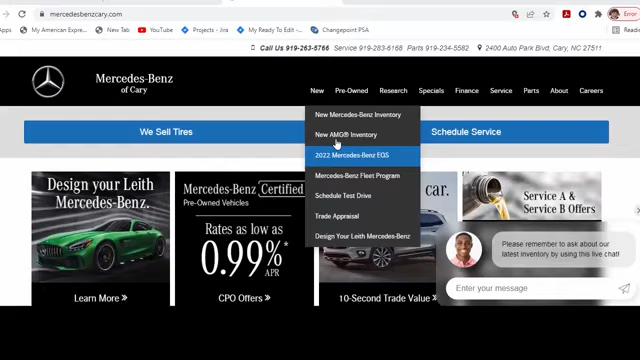 mercedesbenzcary.com
Error
Apps
My American Expre...
New Tab
YouTube
Projects - Jira
My Ready To Edit -...
Changepoint PSA
Call Us 919-263-5766 Service 919-283-6168 Parts 919-234-5582 2400 Auto Park Blvd, Cary, NC 27511
Mercedes-Benz
of Cary
New Pre-Owned Research Specials Finance Service Parts About Careers
New Mercedes-Benz Inventory
New AMG® Inventory
2022 Mercedes-Benz EQS
Mercedes-Benz Fleet Program
Schedule Test Drive
Trade Appraisal
Design Your Leith Mercedes-Benz
We Sell Tires
Schedule Service
Design your Leith
Mercedes-Benz.
Learn More »
Mercedes-Benz Certified
Pre-Owned Vehicles
Rates as low as
0.99%*
APR
CPO Offers »
car.
10-Second Trade Value »
Service A &
Service B Offers
Please remember to ask about our
latest inventory by using this live chat!
Enter your message